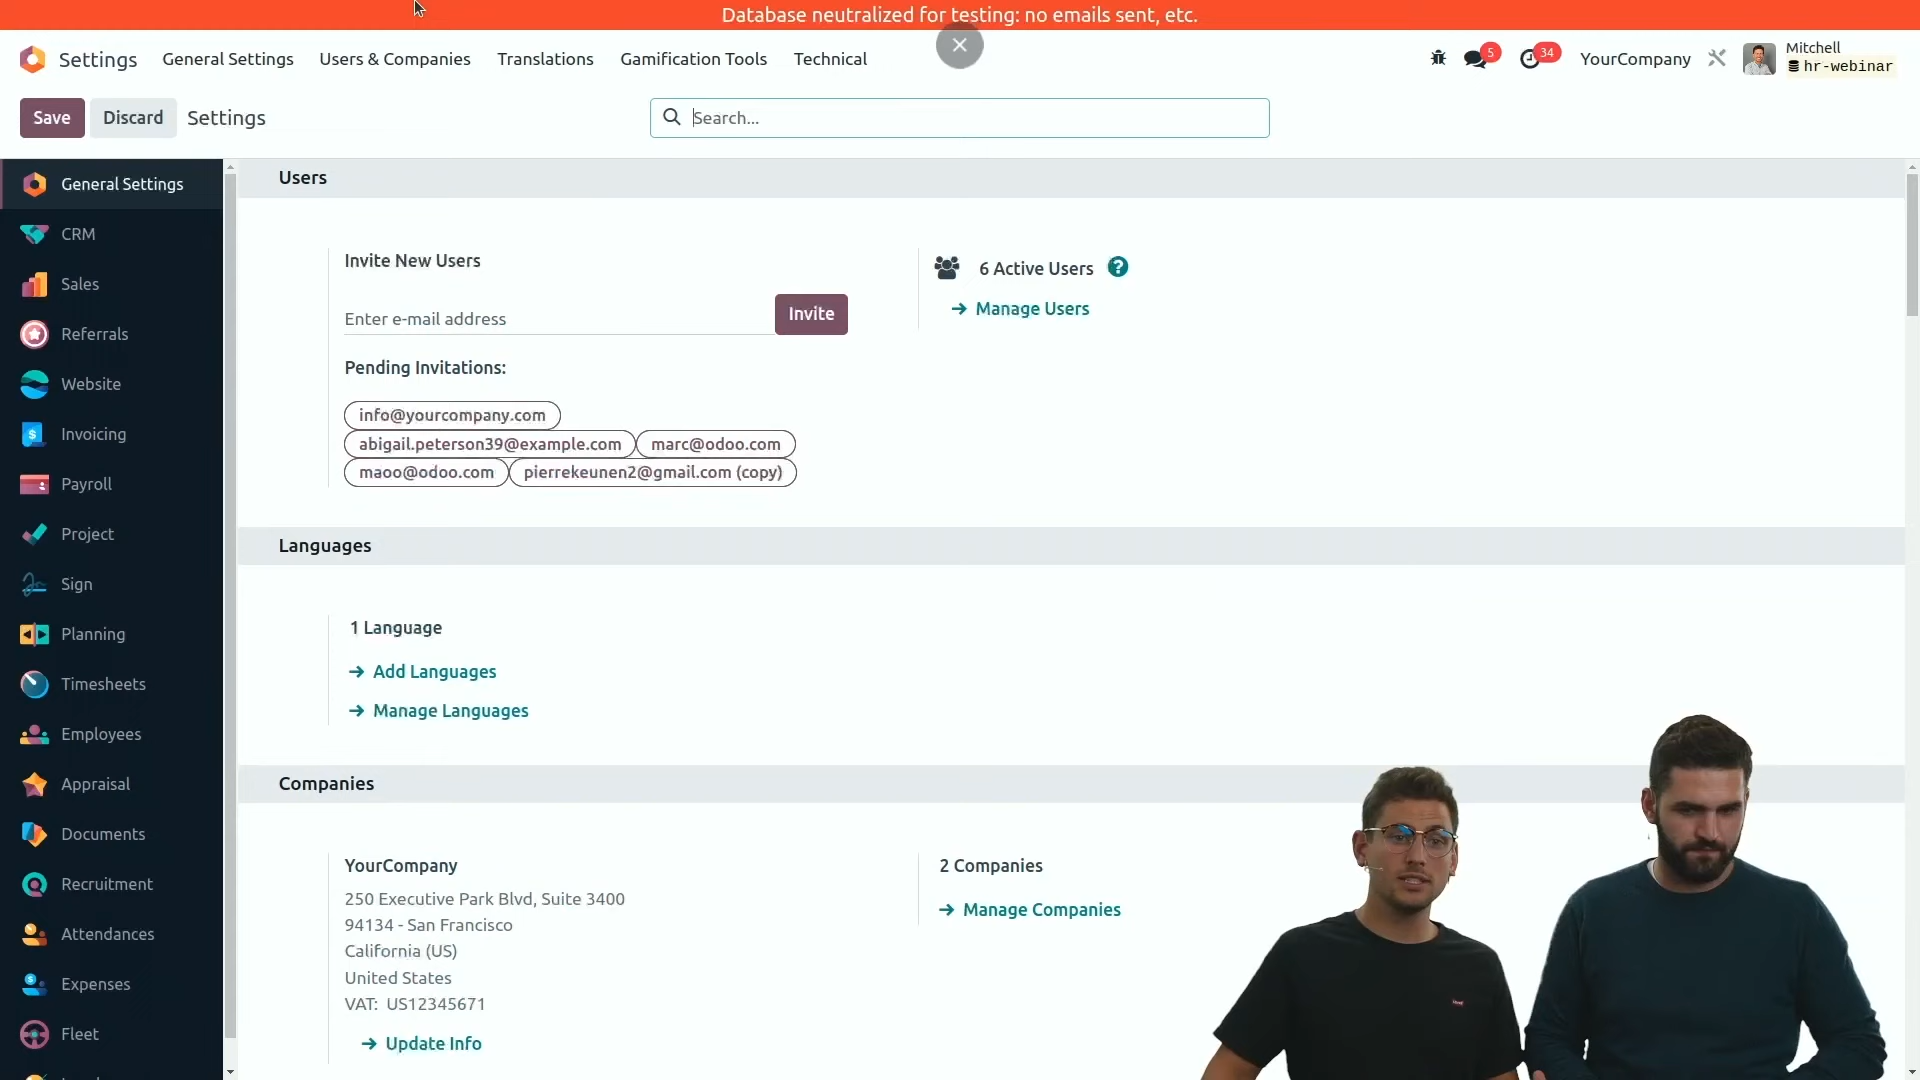 Database neutralized for testing: no emails sent, etc.
Settings
General Settings
Users & Companies
Translations
Gamification Tools
Technical
5
34
YourCompany
Mitchell
hr-webinar
Save
Discard
Settings
Search...
General Settings
CRM
Sales
Referrals
Website
Invoicing
Payroll
Project
Sign
Planning
Timesheets
Employees
Appraisal
Documents
Recruitment
Attendances
Expenses
Fleet
Users
Invite New Users
Enter e-mail address
Invite
Pending Invitations:
info@yourcompany.com
abigail.peterson39@example.com
marc@odoo.com
maoo@odoo.com
pierrekeunen2@gmail.com (copy)
6 Active Users
Manage Users
Languages
1 Language
Add Languages
Manage Languages
Companies
YourCompany
250 Executive Park Blvd, Suite 3400
94134 - San Francisco
California (US)
United States
VAT: US12345671
Update Info
2 Companies
Manage Companies